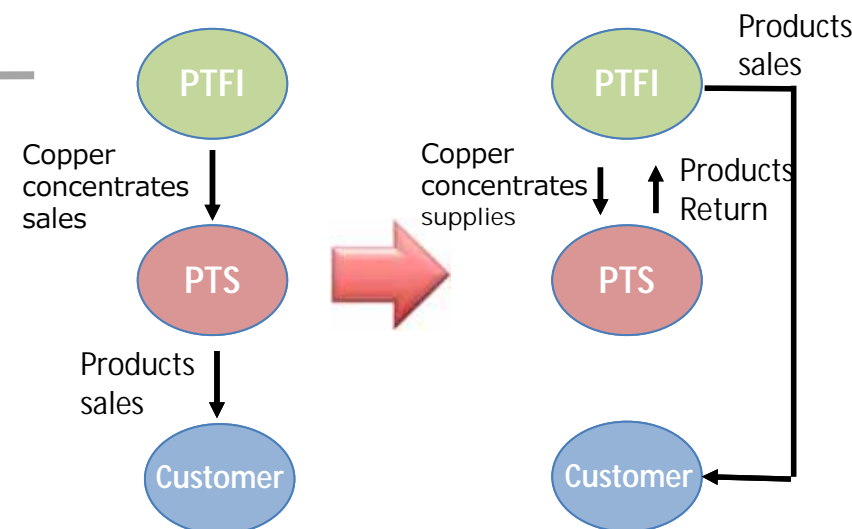 PTFI
Copper
concentrates
sales
PTS
Products
sales
Customer
PTFI
Products
sales
Copper
concentrates
supplies
Products
Return
PTS
Customer